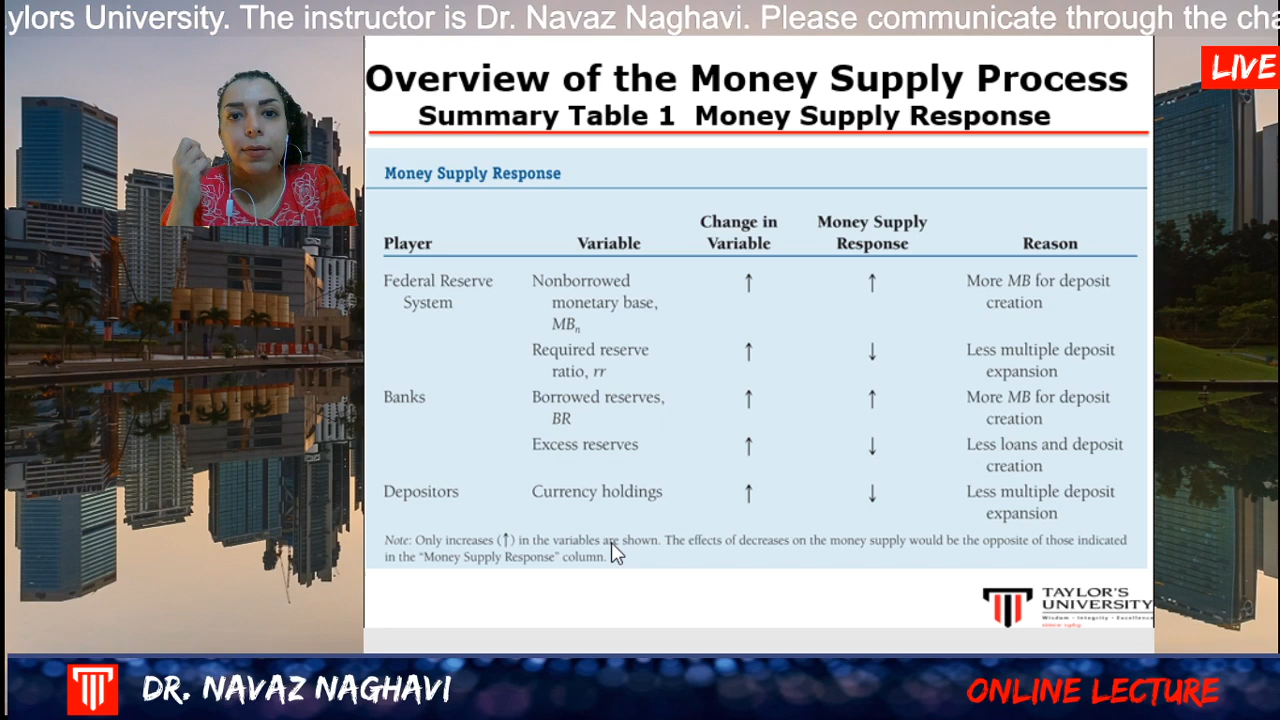 ylors University. The instructor is Dr. Navaz Naghavi. Please communicate through the cha
LIVE
Overview of the Money Supply Process
Summary Table 1 Money Supply Response
Money Supply Response
Player Variable Change in Variable Money Supply Response Reason
Federal Reserve System Nonborrowed monetary base, MBn ↑ ↑ More MB for deposit creation
Required reserve ratio, rr ↑ ↓ Less multiple deposit expansion
Banks Borrowed reserves, BR ↑ ↑ More MB for deposit creation
Excess reserves ↑ ↓ Less loans and deposit creation
Depositors Currency holdings ↑ ↓ Less multiple deposit expansion
Note: Only increases (↑) in the variables are shown. The effects of decreases on the money supply would be the opposite of those indicated
in the “Money Supply Response” column.
TAYLOR'S
UNIVERSITY
Wisdom · Integrity · Excellence
since 1969
DR. NAVAZ NAGHAVI
ONLINE LECTURE